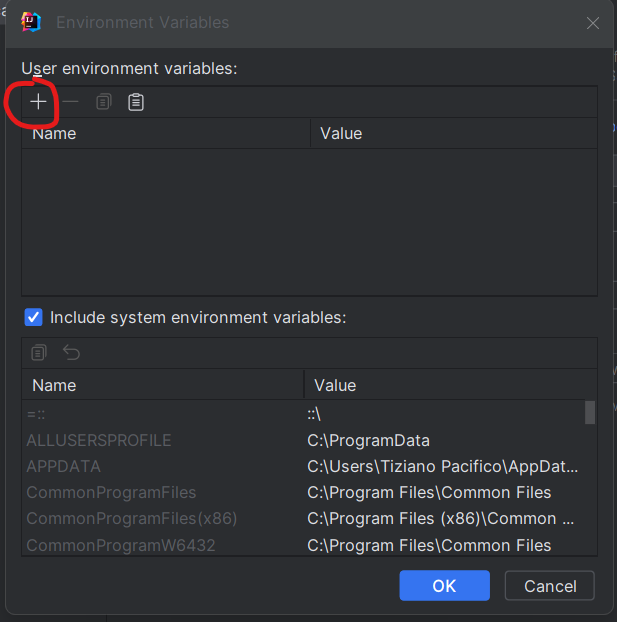 Environment Variables
User environment variables:
Name Value
Include system environment variables:
Name Value
=:: ::\
ALLUSERSPROFILE C:\ProgramData
APPDATA C:\Users\Tiziano Pacifico\AppDat...
CommonProgramFiles C:\Program Files\Common Files
CommonProgramFiles(x86) C:\Program Files (x86)\Common ...
CommonProgramW6432 C:\Program Files\Common Files
OK Cancel